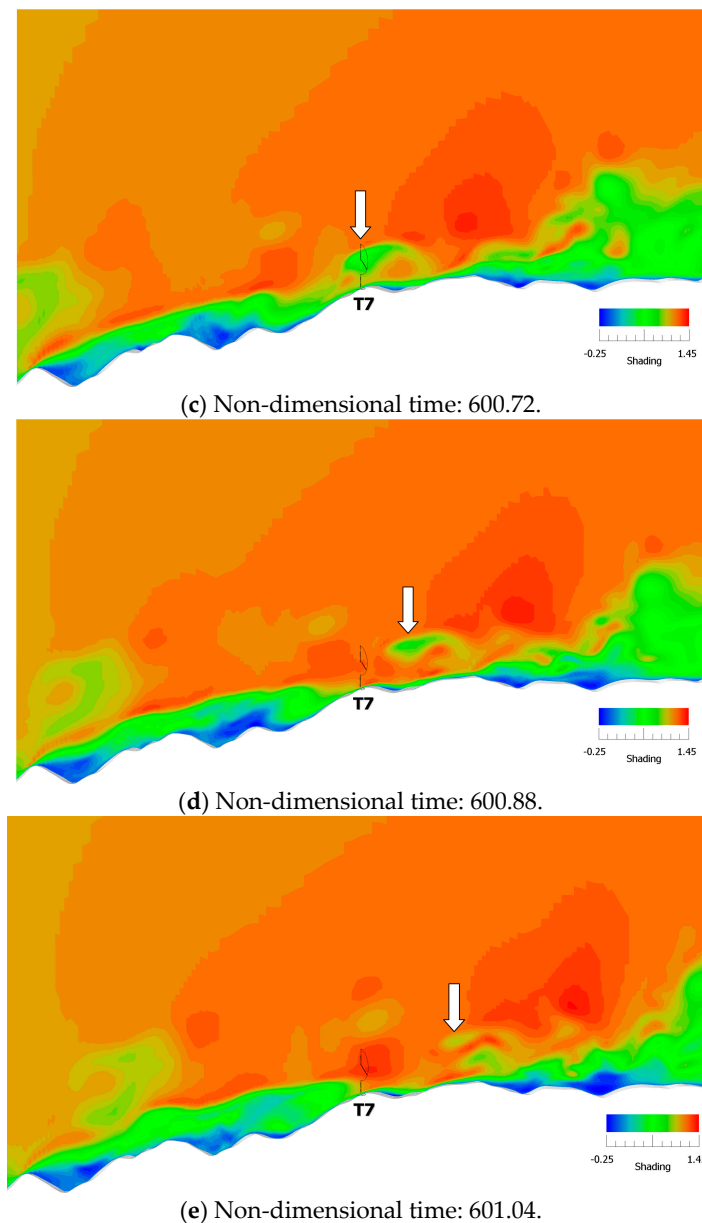 T7
-0.25 1.45
Shading
(c) Non-dimensional time: 600.72.
T7
-0.25 1.45
Shading
(d) Non-dimensional time: 600.88.
T7
-0.25 1.4
Shading
(e) Non-dimensional time: 601.04.